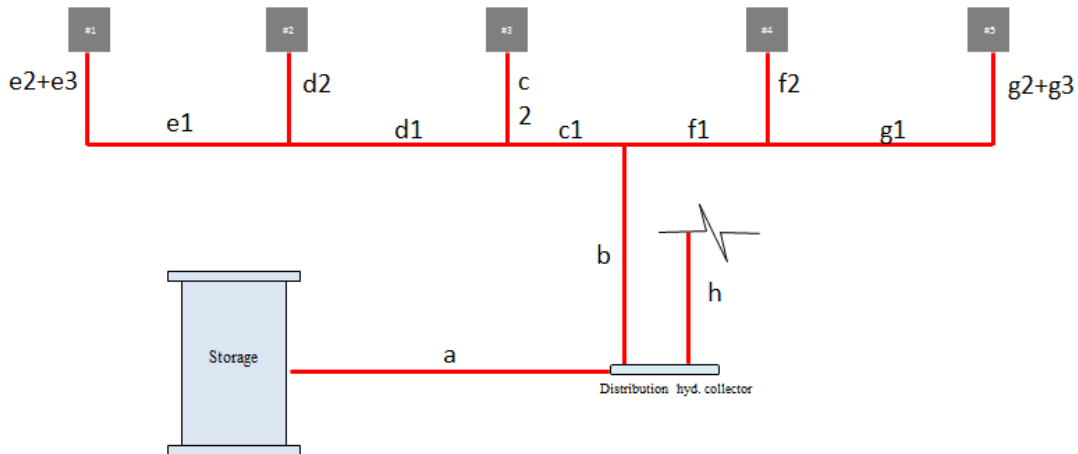 #1 #2 #3 #4 #5
e2+e3 d2 c f2 g2+g3
2
e1 d1 c1 f1 g1
b
h
a
Storage
Distribution hyd. collector